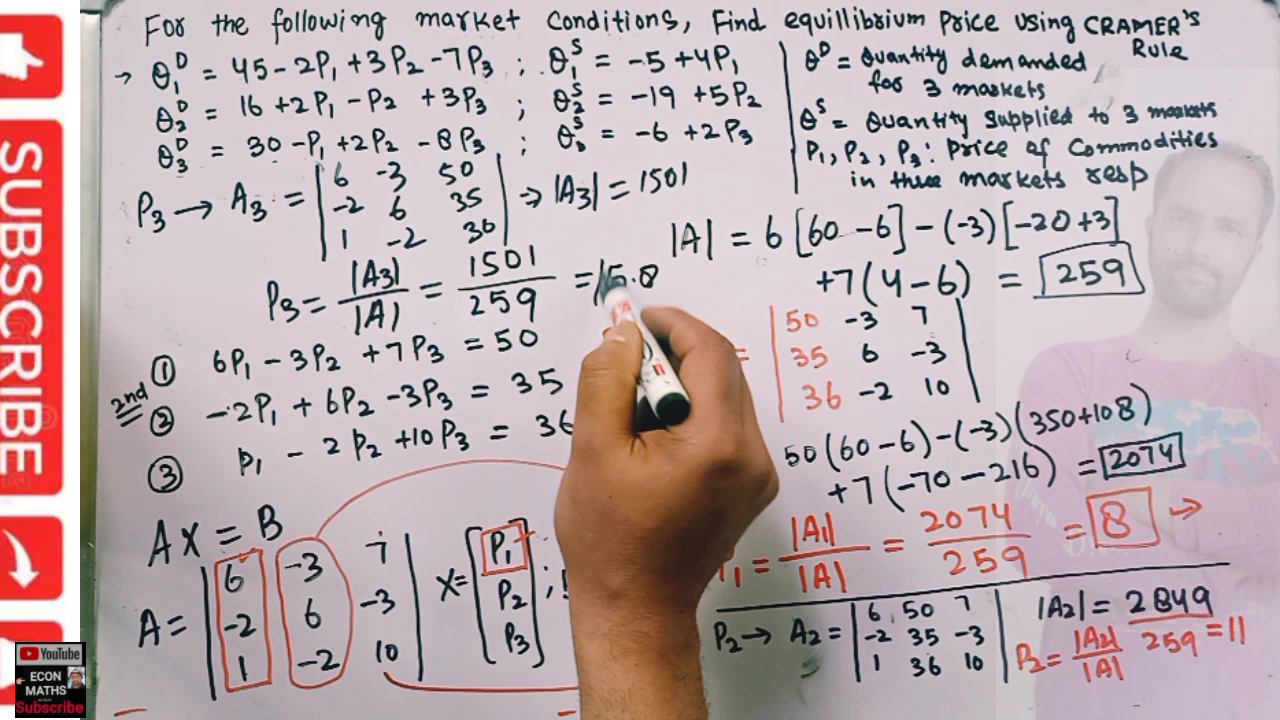 For the following market conditions, Find equillibrium Price using CRAMER's Rule
→ Q₁ᴰ = 45 - 2P₁ + 3P₂ - 7P₃ ; Q₁ˢ = -5 + 4P₁
Q₂ᴰ = 16 + 2P₁ - P₂ + 3P₃ ; Q₂ˢ = -19 + 5P₂
Q₃ᴰ = 30 - P₁ + 2P₂ - 8P₃ ; Qˢ = -6 + 2P₃
Qᴰ = Quantity demanded
for 3 markets
Qˢ = Quantity supplied to 3 markets
P₁, P₂, P₃ : Price of Commodities
in these markets resp
P₃ → A₃ = | 6 -3 50 | → |A₃| = 1501
| -2 6 35 |
| 1 -2 36 |
P₃ = |A₃| / |A| = 1501 / 259 = 5.8
2nd
① 6P₁ - 3P₂ + 7P₃ = 50
② -2P₁ + 6P₂ - 3P₃ = 35
③ P₁ - 2P₂ + 10P₃ = 36
AX = B
A = | 6 -3 7 | X = [ P₁ ] ;
| -2 6 -3 | [ P₂ ]
| 1 -2 10 | [ P₃ ]
|A| = 6[60 - 6] - (-3)[-20 + 3]
+7(4 - 6) = 259
= | 50 -3 7 |
| 35 6 -3 |
| 36 -2 10 |
50(60 - 6) - (-3)(350 + 108)
+7(-70 - 216) = 2074
₁ = |A₁| / |A| = 2074 / 259 = 8 →
P₂ → A₂ = | 6 50 7 | |A₂| = 2849
| -2 35 -3 | P₂ = |A₂| / |A| 259 = 11
| 1 36 10 |
SUBSCRIBE
YouTube
ECON
MATHS
Subscribe